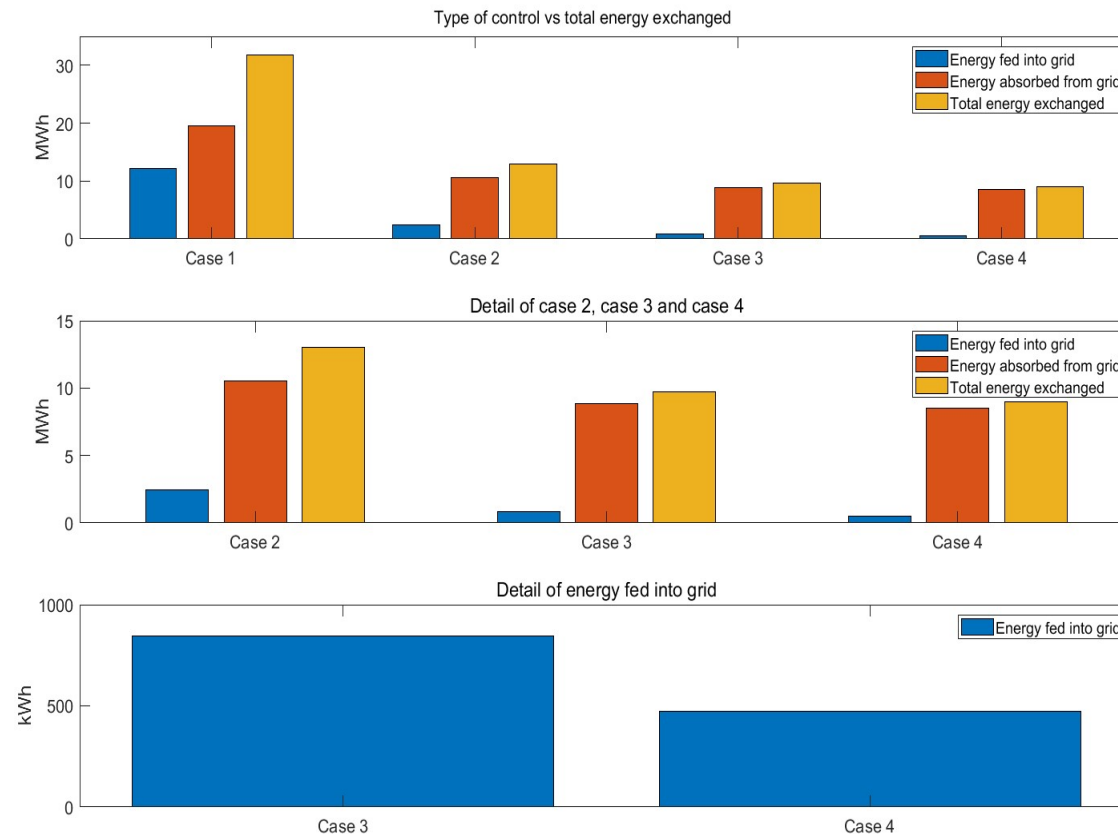 Type of control vs total energy exchanged
30
20
10
0
MWh
Energy fed into grid
Energy absorbed from grid
Total energy exchanged
Case 1
Case 2
Case 3
Case 4
Detail of case 2, case 3 and case 4
15
10
5
0
MWh
Energy fed into grid
Energy absorbed from grid
Total energy exchanged
Case 2
Case 3
Case 4
Detail of energy fed into grid
1000
500
0
kWh
Energy fed into grid
Case 3
Case 4